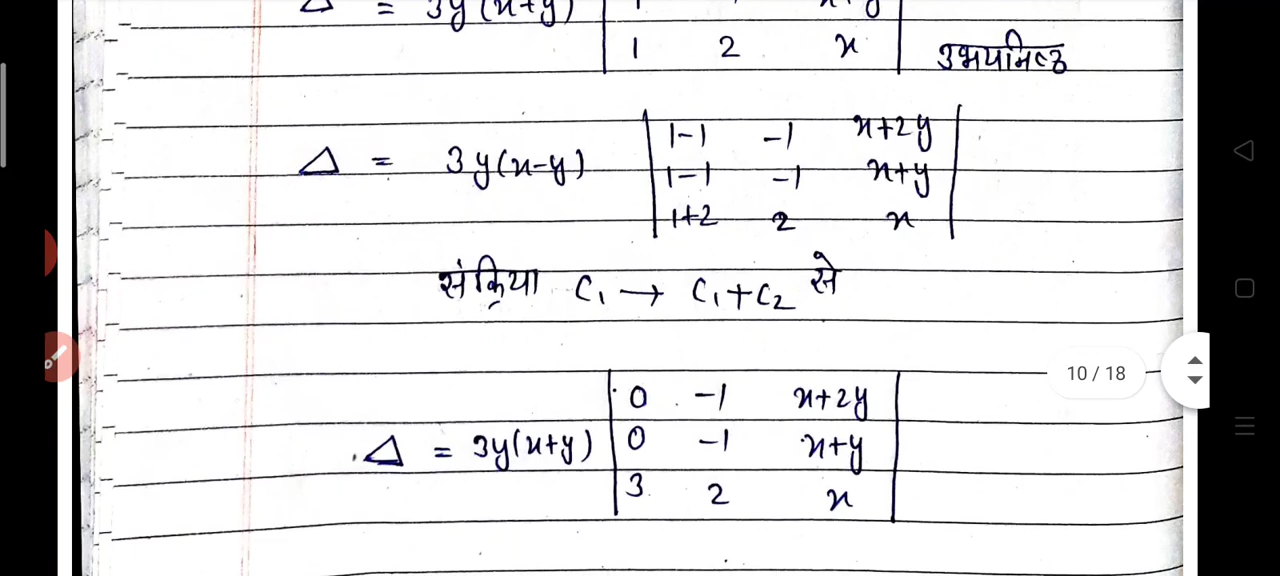 Δ = 3y(x+y) | 1 x+y |
| 1 2 x | उभयनिष्ठ
Δ = 3y(x-y) | 1-1 -1 x+2y |
| 1-1 -1 x+y |
| 1+2 2 x |
संक्रिया C₁ → C₁+C₂ से
10 / 18
| 0 -1 x+2y |
Δ = 3y(x+y) | 0 -1 x+y |
| 3 2 x |